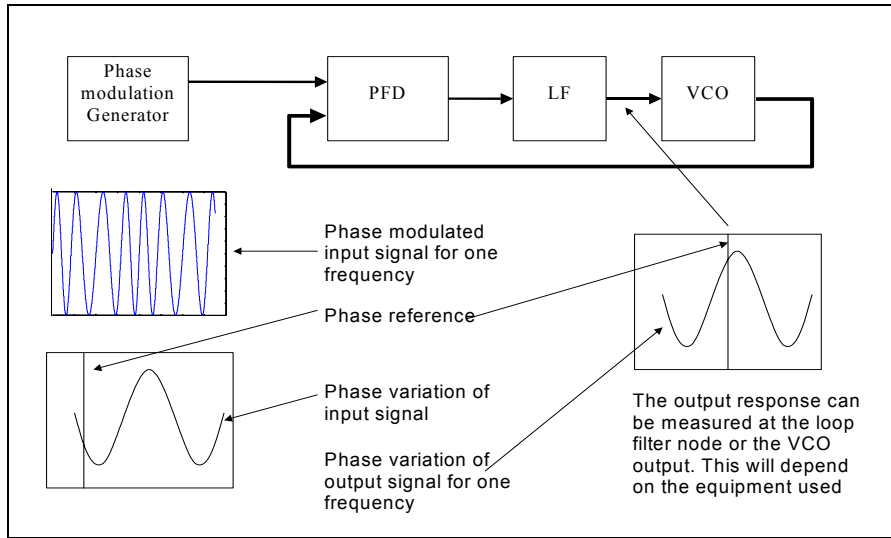 Phase
modulation
Generator
PFD
LF
VCO
Phase modulated
input signal for one
frequency
Phase reference
Phase variation of
input signal
Phase variation of
output signal for one
frequency
The output response can
be measured at the loop
filter node or the VCO
output. This will depend
on the equipment used